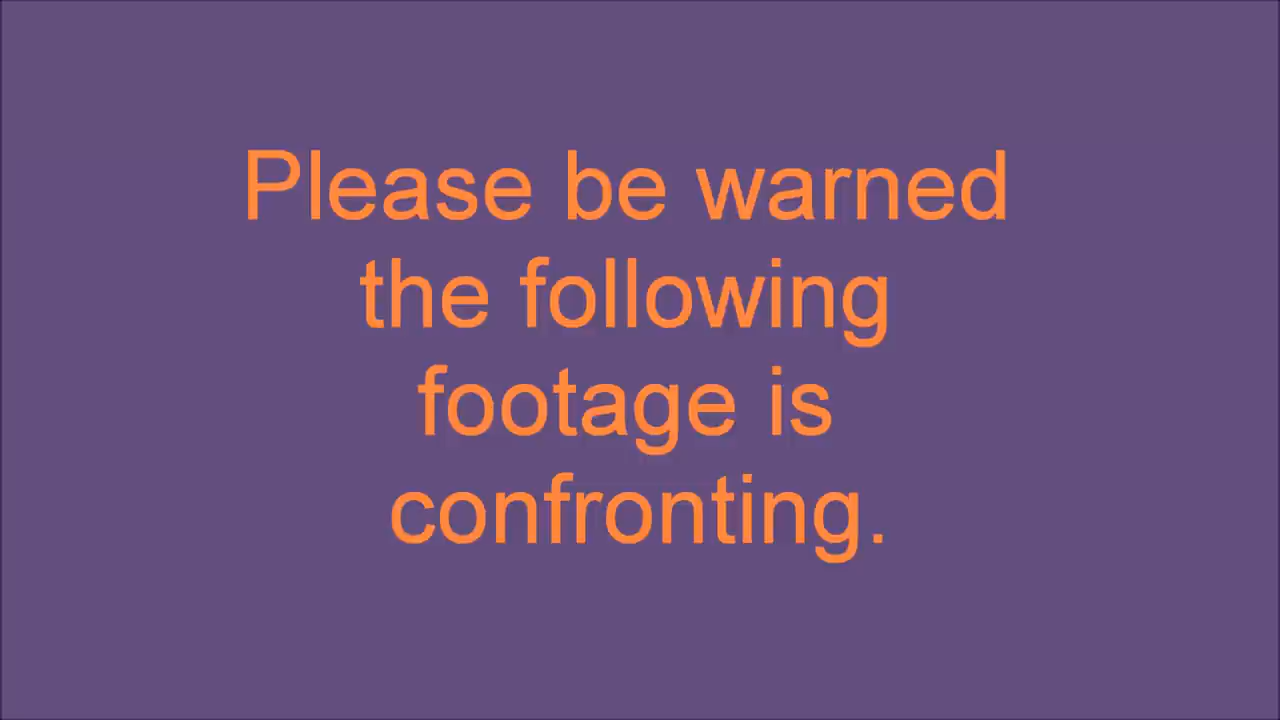 Please be warned
the following
footage is
confronting.